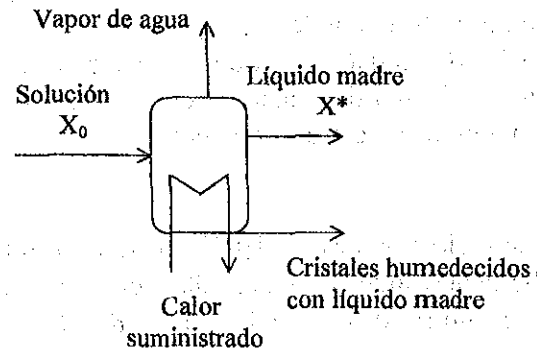 Vapor de agua
Líquido madre
X*
Solución
X₀
Cristales humedecidos
con líquido madre
Calor
suministrado